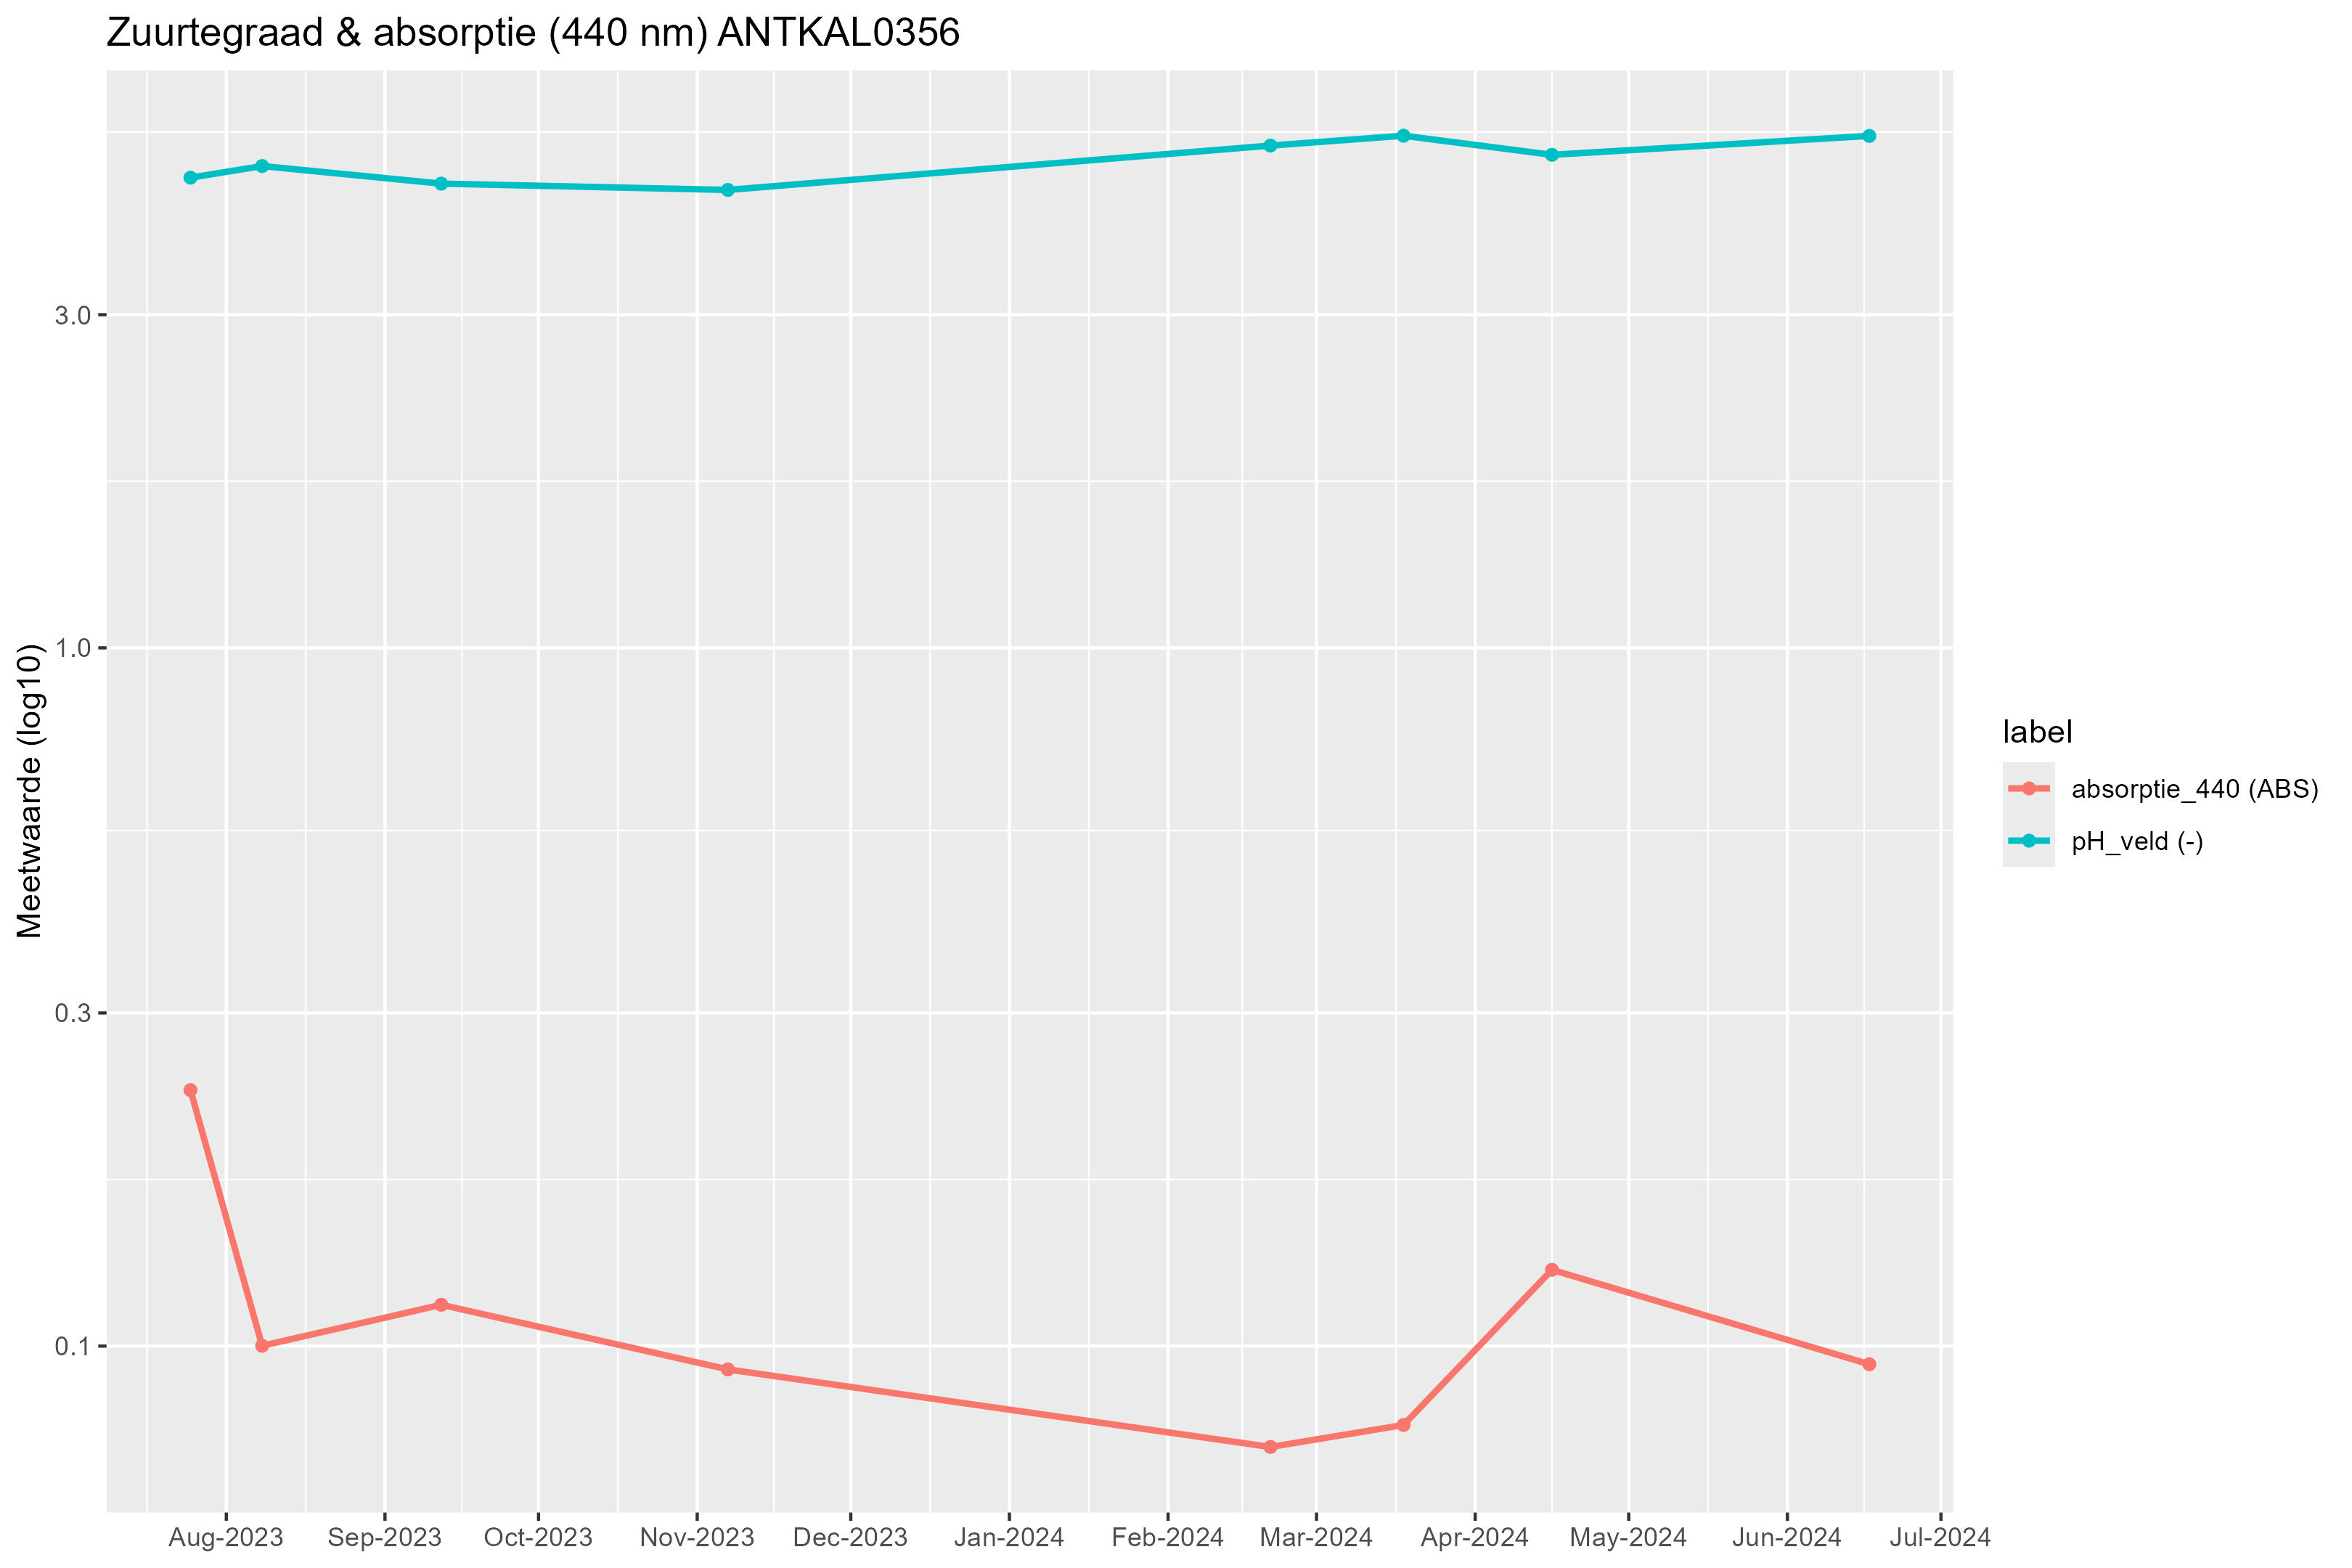 Zuurtegraad & absorptie (440 nm) ANTKAL0356
Meetwaarde (log10)
3.0
1.0
0.3
0.1
Aug-2023 Sep-2023 Oct-2023 Nov-2023 Dec-2023 Jan-2024 Feb-2024 Mar-2024 Apr-2024 May-2024 Jun-2024 Jul-2024
label
absorptie_440 (ABS)
pH_veld (-)